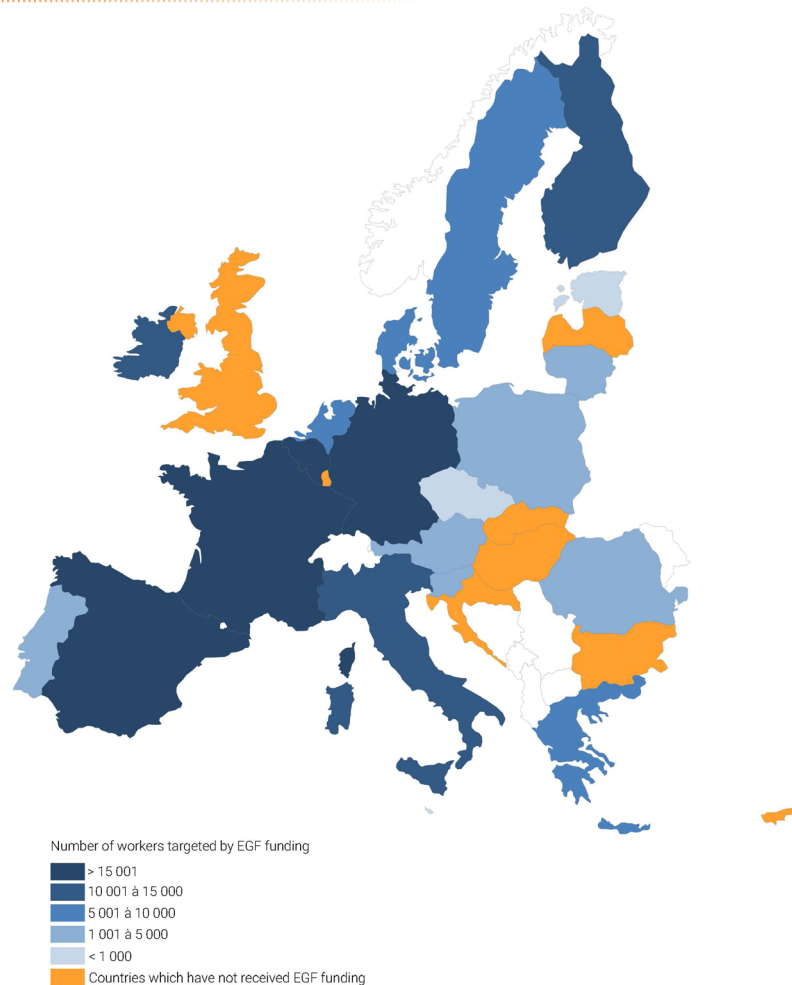 Number of workers targeted by EGF funding
> 15 001
10 001 à 15 000
5 001 à 10 000
1 001 à 5 000
< 1 000
Countries which have not received EGF funding